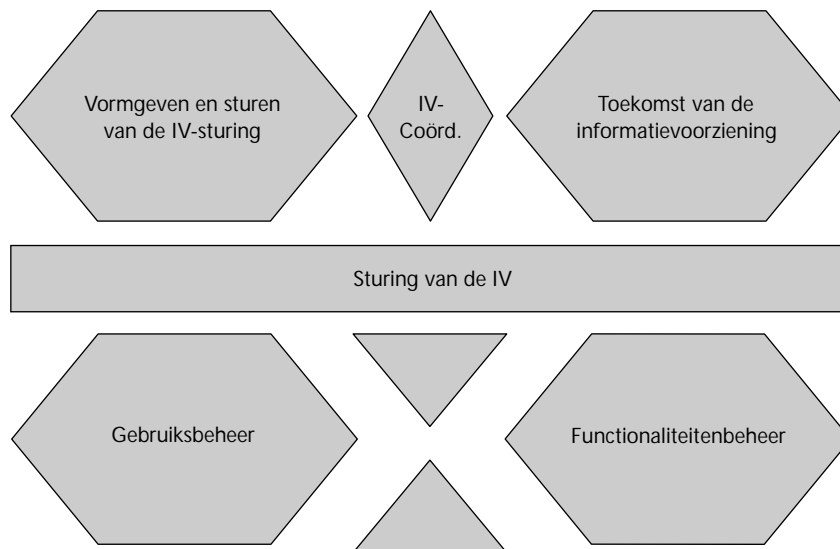 Vormgeven en sturen
van de IV-sturing
IV-
Coörd.
Toekomst van de
informatievoorziening
Sturing van de IV
Gebruiksbeheer
Functionaliteitenbeheer